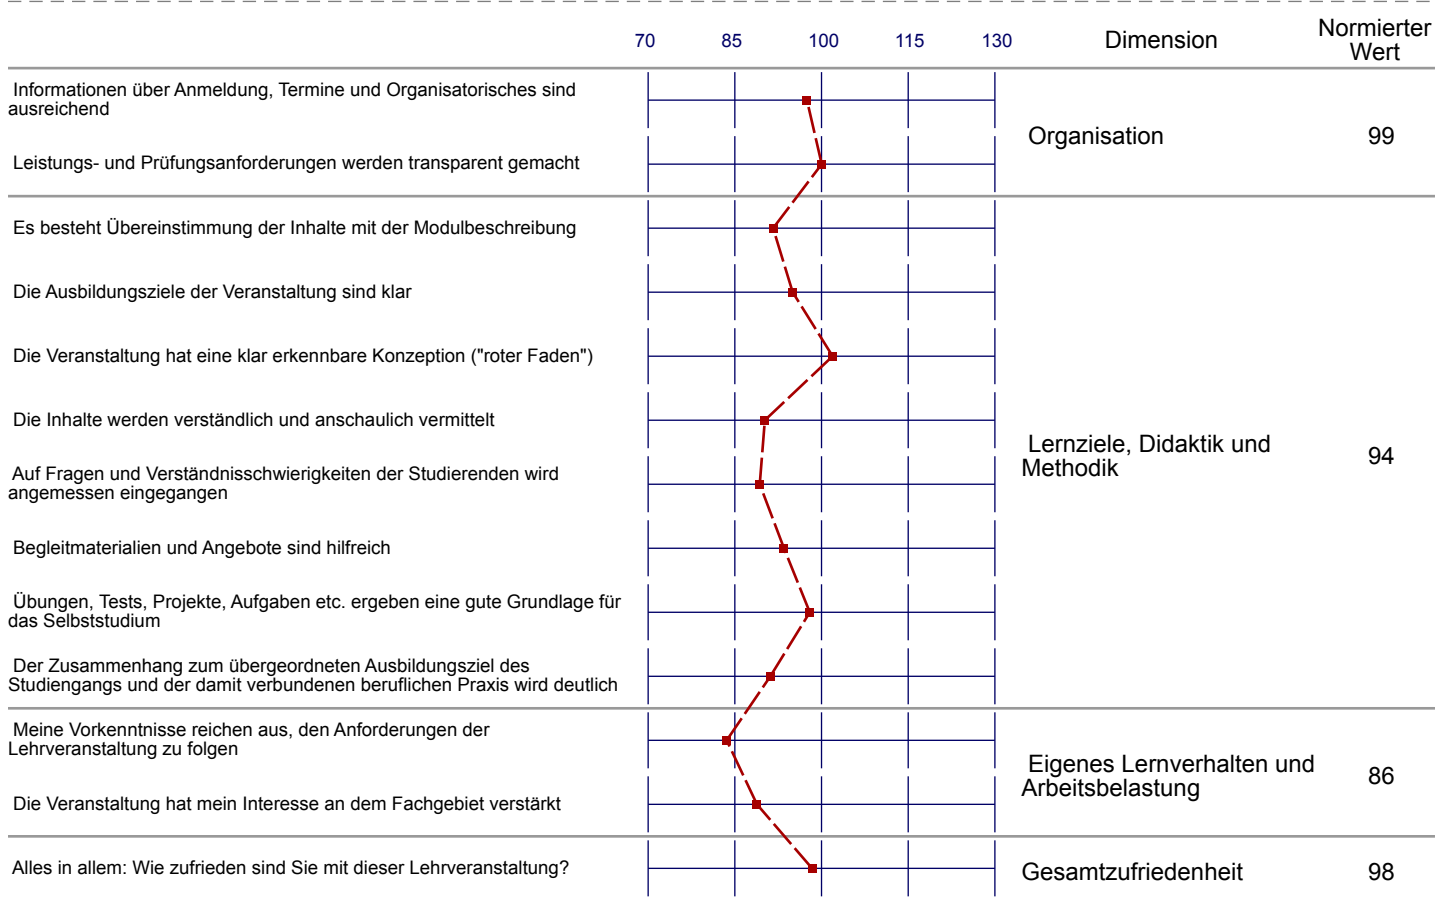 70 85 100 115 130 Dimension Normierter
Wert
Informationen über Anmeldung, Termine und Organisatorisches sind
ausreichend
Leistungs- und Prüfungsanforderungen werden transparent gemacht
Organisation 99
Es besteht Übereinstimmung der Inhalte mit der Modulbeschreibung
Die Ausbildungsziele der Veranstaltung sind klar
Die Veranstaltung hat eine klar erkennbare Konzeption ("roter Faden")
Die Inhalte werden verständlich und anschaulich vermittelt
Auf Fragen und Verständnisschwierigkeiten der Studierenden wird
angemessen eingegangen
Begleitmaterialien und Angebote sind hilfreich
Übungen, Tests, Projekte, Aufgaben etc. ergeben eine gute Grundlage für
das Selbststudium
Der Zusammenhang zum übergeordneten Ausbildungsziel des
Studiengangs und der damit verbundenen beruflichen Praxis wird deutlich
Lernziele, Didaktik und
Methodik 94
Meine Vorkenntnisse reichen aus, den Anforderungen der
Lehrveranstaltung zu folgen
Die Veranstaltung hat mein Interesse an dem Fachgebiet verstärkt
Eigenes Lernverhalten und
Arbeitsbelastung 86
Alles in allem: Wie zufrieden sind Sie mit dieser Lehrveranstaltung?
Gesamtzufriedenheit 98